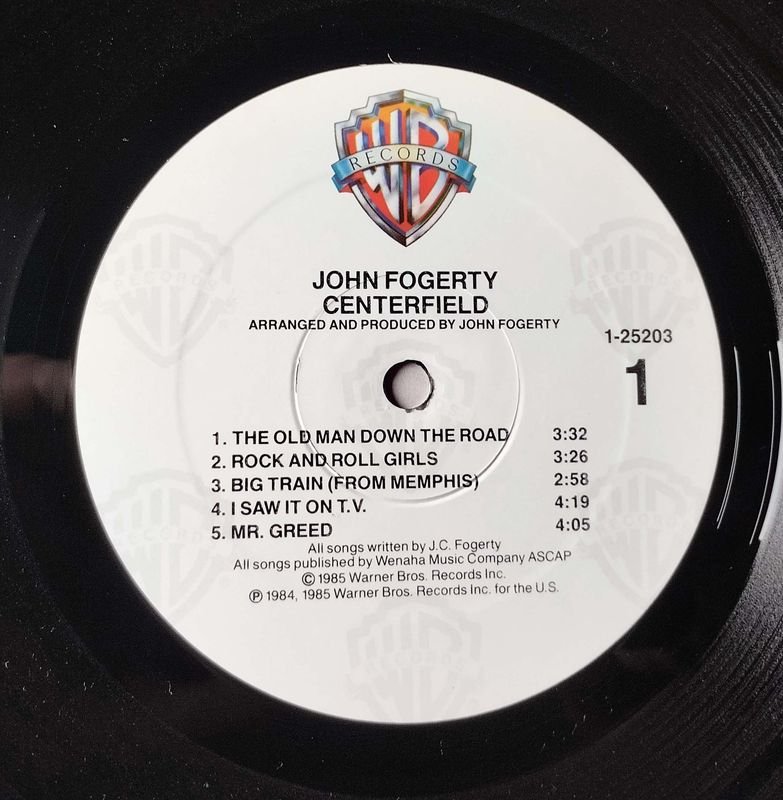 WB
RECORDS
JOHN FOGERTY
CENTERFIELD
ARRANGED AND PRODUCED BY JOHN FOGERTY
1-25203
1
1. THE OLD MAN DOWN THE ROAD 3:32
2. ROCK AND ROLL GIRLS 3:26
3. BIG TRAIN (FROM MEMPHIS) 2:58
4. I SAW IT ON T.V. 4:19
5. MR. GREED 4:05
All songs written by J.C. Fogerty
All songs published by Wenaha Music Company ASCAP
© 1985 Warner Bros. Records Inc.
℗ 1984, 1985 Warner Bros. Records Inc. for the U.S.